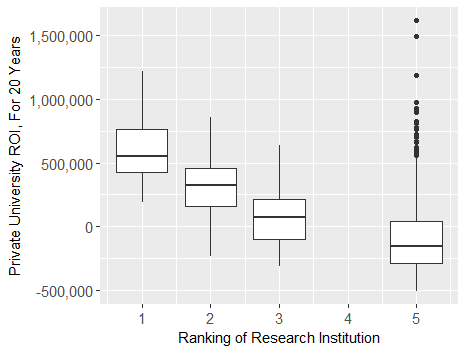 Private University ROI, For 20 Years
1,500,000
1,000,000
500,000
0
-500,000
1 2 3 4 5
Ranking of Research Institution